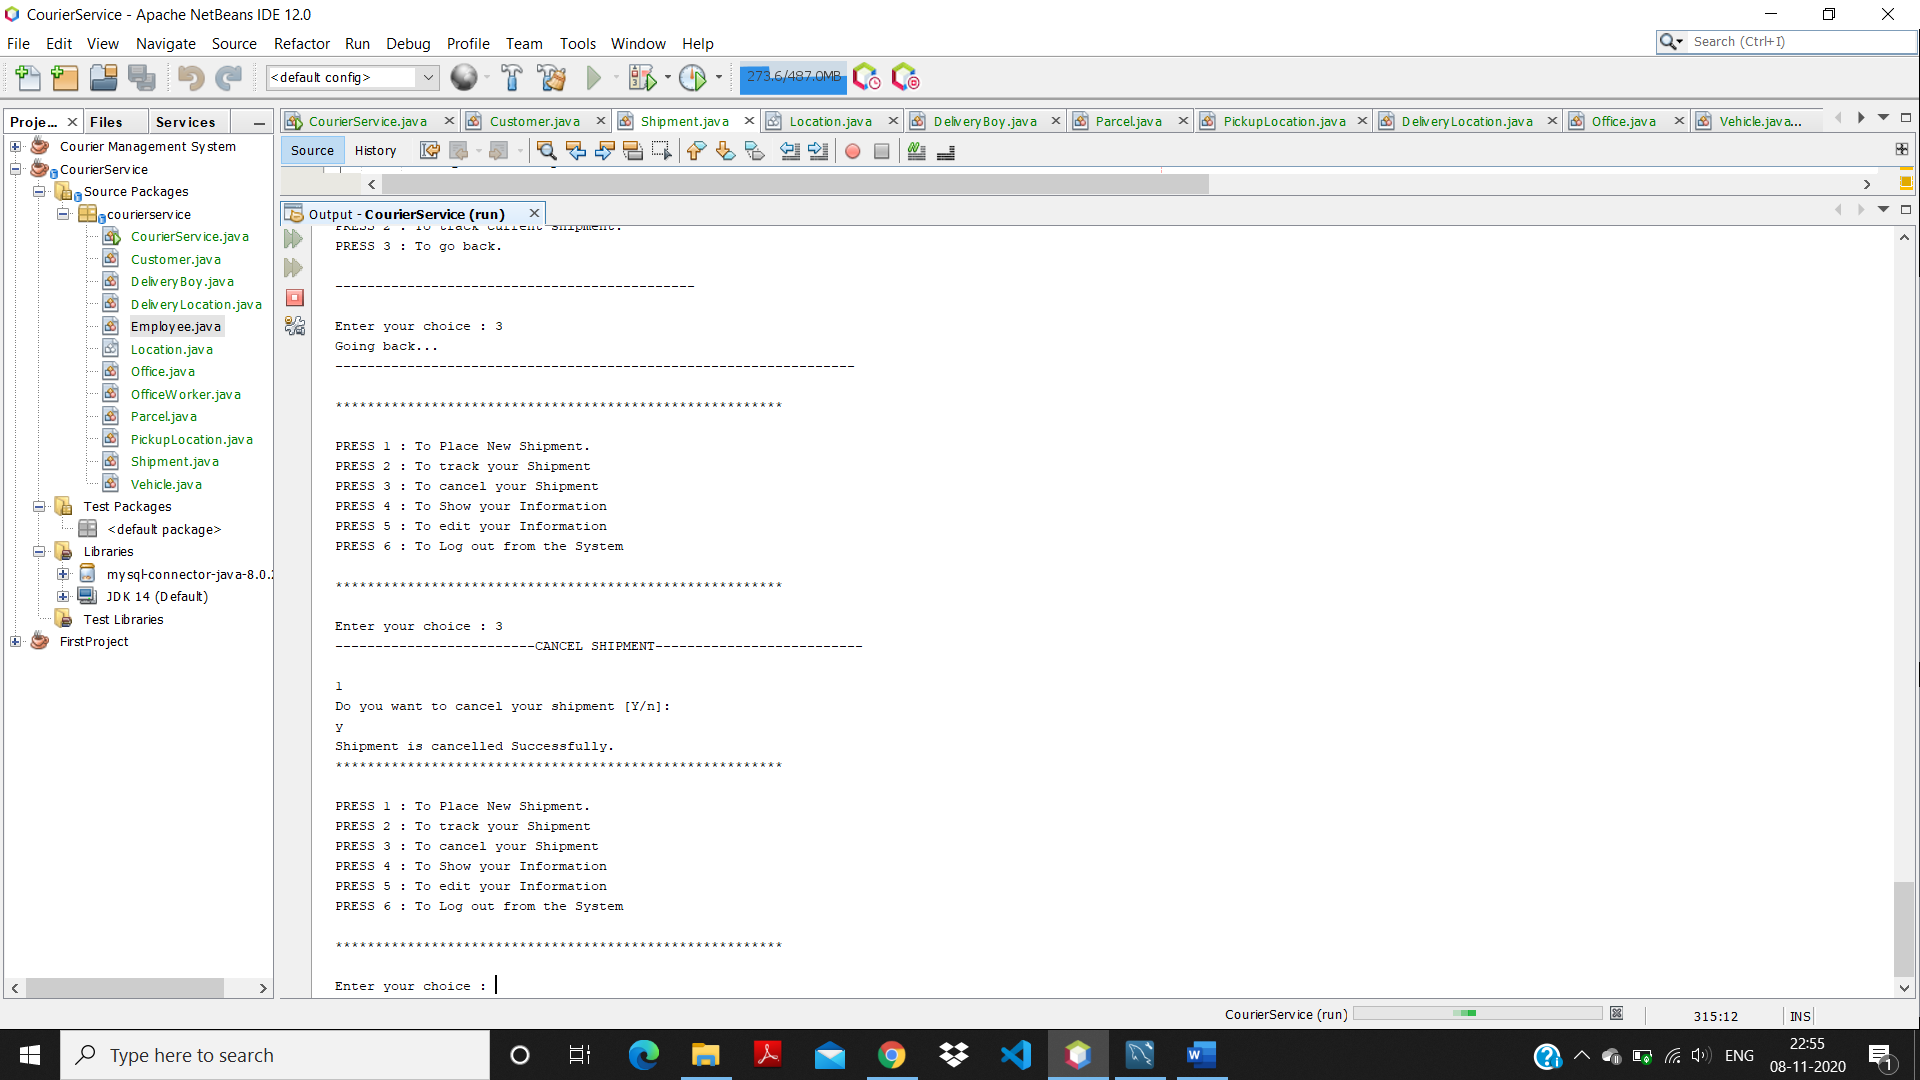 CourierService - Apache NetBeans IDE 12.0
File Edit View Navigate Source Refactor Run Debug Profile Team Tools Window Help
Search (Ctrl+I)
<default config>
273.6/487.0MB
Proje... Files Services
CourierService.java Customer.java Shipment.java Location.java DeliveryBoy.java Parcel.java PickupLocation.java DeliveryLocation.java Office.java Vehicle.java...
Source History
Courier Management System
CourierService
Source Packages
courierservice
CourierService.java
Customer.java
DeliveryBoy.java
DeliveryLocation.java
Employee.java
Location.java
Office.java
OfficeWorker.java
Parcel.java
PickupLocation.java
Shipment.java
Vehicle.java
Test Packages
<default package>
Libraries
mysql-connector-java-8.0.
JDK 14 (Default)
Test Libraries
FirstProject
Output - CourierService (run)
PRESS 2 : To track current shipment.
PRESS 3 : To go back.
---------------------------------------------
Enter your choice : 3
Going back...
-----------------------------------------------------------------
********************************************************
PRESS 1 : To Place New Shipment.
PRESS 2 : To track your Shipment
PRESS 3 : To cancel your Shipment
PRESS 4 : To Show your Information
PRESS 5 : To edit your Information
PRESS 6 : To Log out from the System
********************************************************
Enter your choice : 3
-------------------------CANCEL SHIPMENT--------------------------
1
Do you want to cancel your shipment [Y/n]:
y
Shipment is cancelled Successfully.
********************************************************
PRESS 1 : To Place New Shipment.
PRESS 2 : To track your Shipment
PRESS 3 : To cancel your Shipment
PRESS 4 : To Show your Information
PRESS 5 : To edit your Information
PRESS 6 : To Log out from the System
********************************************************
Enter your choice :
CourierService (run)
315:12 INS
Type here to search
ENG
22:55
08-11-2020
1